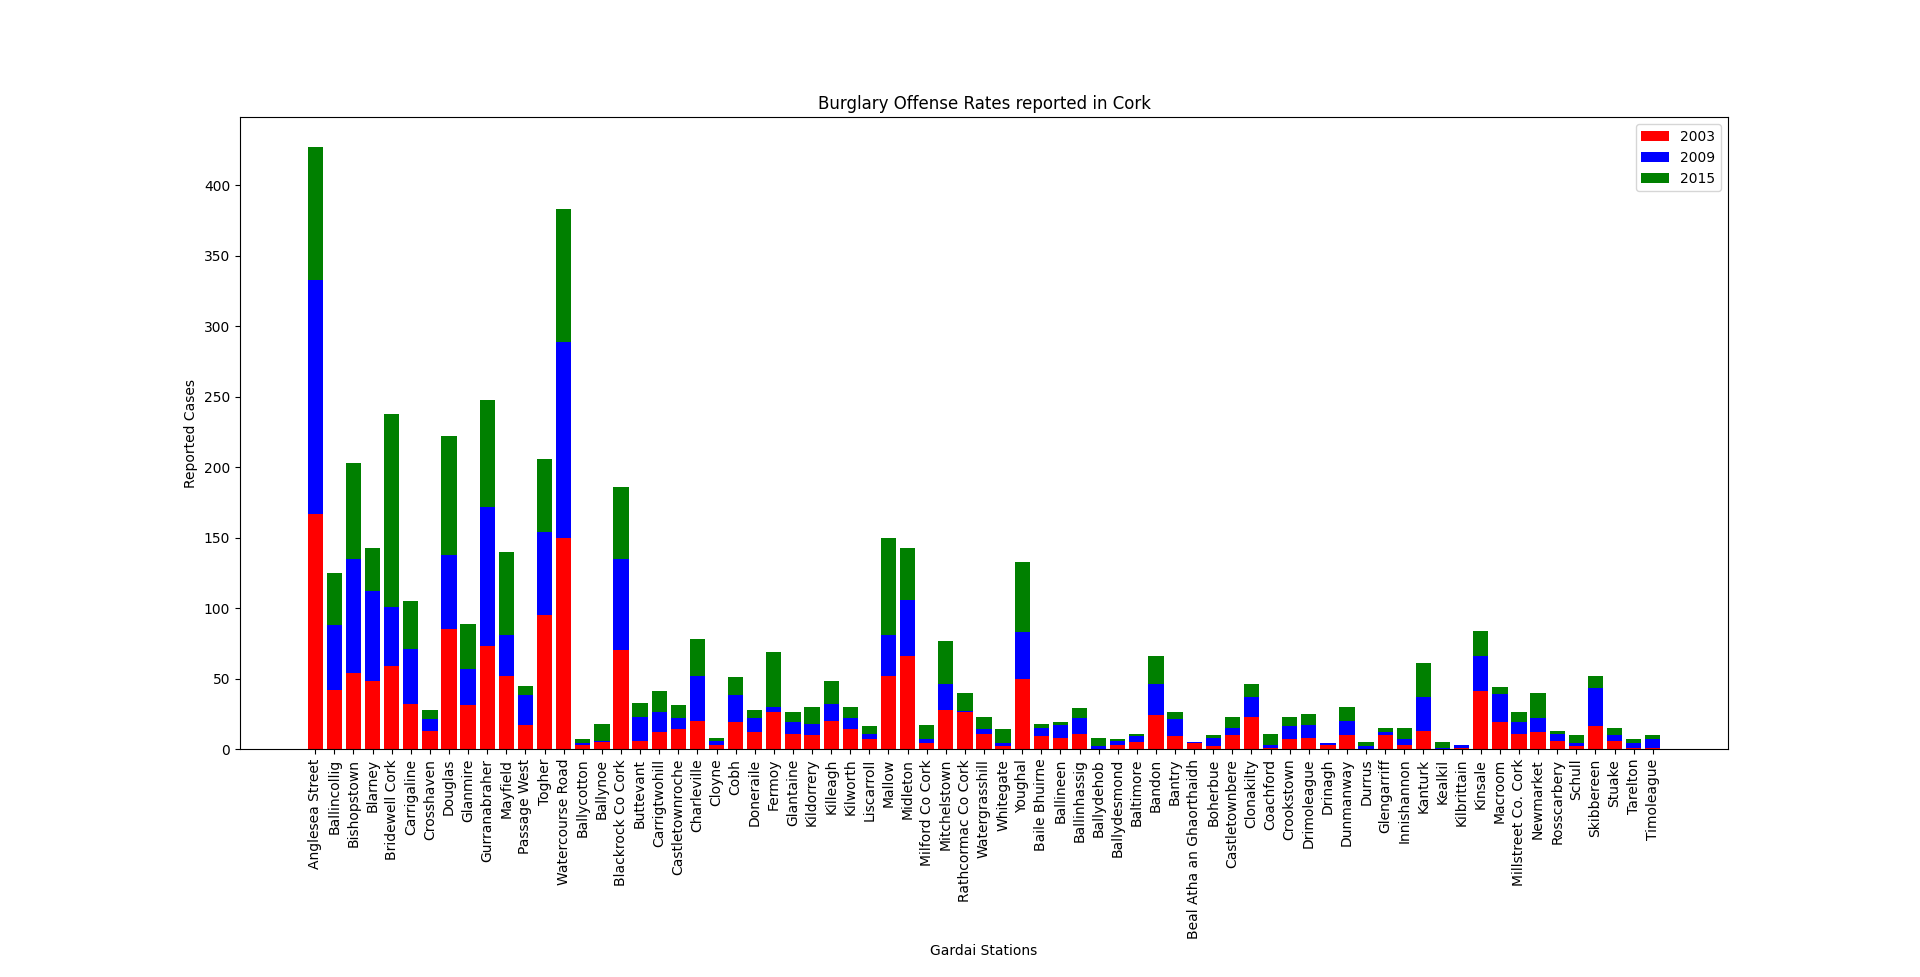 Burglary Offense Rates reported in Cork
2003
2009
2015
Reported Cases
400
350
300
250
200
150
100
50
0
Anglesea Street
Ballincollig
Bishopstown
Blarney
Bridewell Cork
Carrigaline
Crosshaven
Douglas
Glanmire
Gurranabraher
Mayfield
Passage West
Togher
Watercourse Road
Ballycotton
Ballynoe
Blackrock Co Cork
Buttevant
Carrigtwohill
Castletownroche
Charleville
Cloyne
Cobh
Doneraile
Fermoy
Glantaine
Kildorrery
Killeagh
Kilworth
Liscarroll
Mallow
Midleton
Milford Co Cork
Mitchelstown
Rathcormac Co Cork
Watergrasshill
Whitegate
Youghal
Baile Bhuirne
Ballineen
Ballinhassig
Ballydehob
Ballydesmond
Baltimore
Bandon
Bantry
Beal Atha an Ghaorthaidh
Boherbue
Castletownbere
Clonakilty
Coachford
Crookstown
Drimoleague
Drinagh
Dunmanway
Durrus
Glengarriff
Innishannon
Kanturk
Kealkil
Kilbrittain
Kinsale
Macroom
Millstreet Co. Cork
Newmarket
Rosscarbery
Schull
Skibbereen
Stuake
Tarelton
Timoleague
Gardai Stations